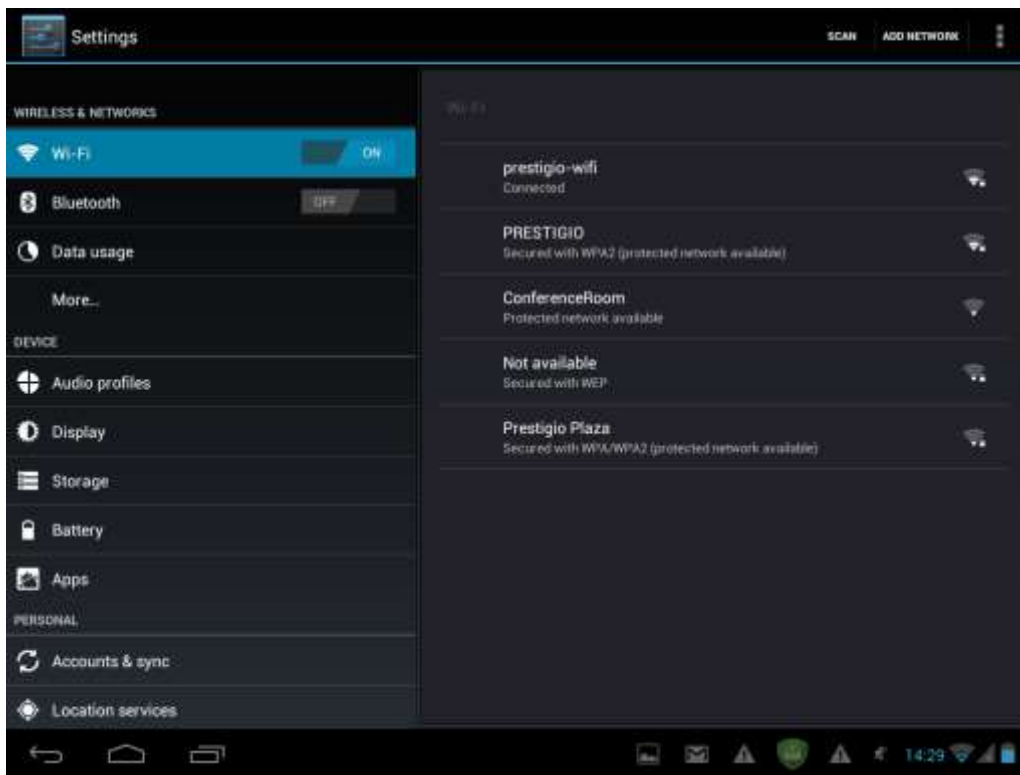 Settings
SCAN
ADD NETWORK
WIRELESS & NETWORKS
Wi-Fi
ON
Bluetooth
OFF
Data usage
More...
DEVICE
Audio profiles
Display
Storage
Battery
Apps
PERSONAL
Accounts & sync
Location services
Wi-Fi
prestigio-wifi
Connected
PRESTIGIO
Secured with WPA2 (protected network available)
ConferenceRoom
Protected network available
Not available
Secured with WEP
Prestigio Plaza
Secured with WPA/WPA2 (protected network available)
14:29